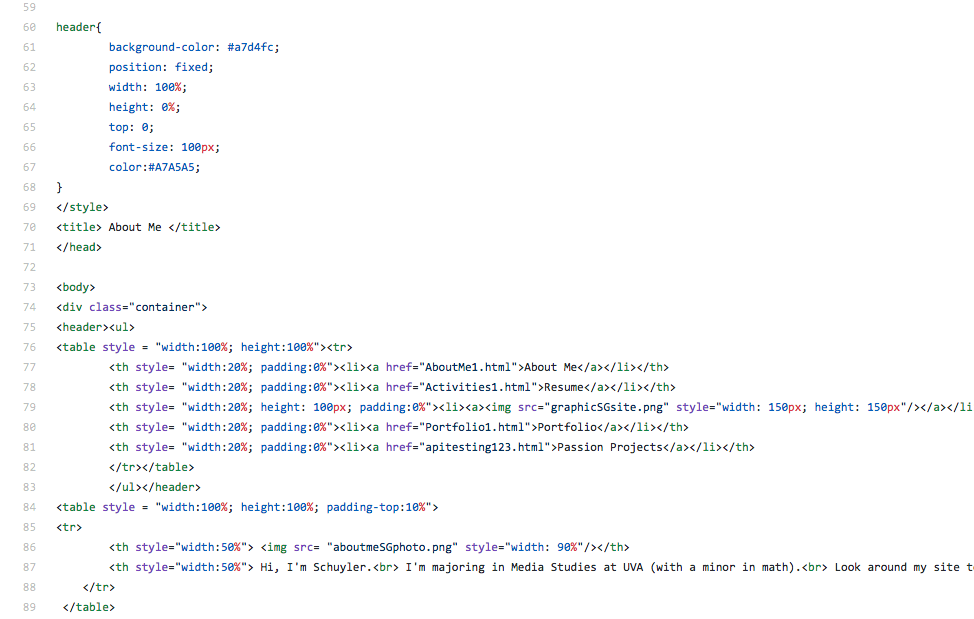 59
60 header{
61 background-color: #a7d4fc;
62 position: fixed;
63 width: 100%;
64 height: 0%;
65 top: 0;
66 font-size: 100px;
67 color:#A7A5A5;
68 }
69 </style>
70 <title> About Me </title>
71 </head>
72
73 <body>
74 <div class="container">
75 <header><ul>
76 <table style = "width:100%; height:100%"><tr>
77 <th style= "width:20%; padding:0%"><li><a href="AboutMe1.html">About Me</a></li></th>
78 <th style= "width:20%; padding:0%"><li><a href="Activities1.html">Resume</a></li></th>
79 <th style= "width:20%; height: 100px; padding:0%"><li><a><img src="graphicSGsite.png" style="width: 150px; height: 150px"/></a></li
80 <th style= "width:20%; padding:0%"><li><a href="Portfolio1.html">Portfolio</a></li></th>
81 <th style= "width:20%; padding:0%"><li><a href="apitesting123.html">Passion Projects</a></li></th>
82 </tr></table>
83 </ul></header>
84 <table style = "width:100%; height:100%; padding-top:10%">
85 <tr>
86 <th style="width:50%"> <img src= "aboutmeSGphoto.png" style="width: 90%"/></th>
87 <th style="width:50%"> Hi, I'm Schuyler.<br> I'm majoring in Media Studies at UVA (with a minor in math).<br> Look around my site t
88 </tr>
89 </table>